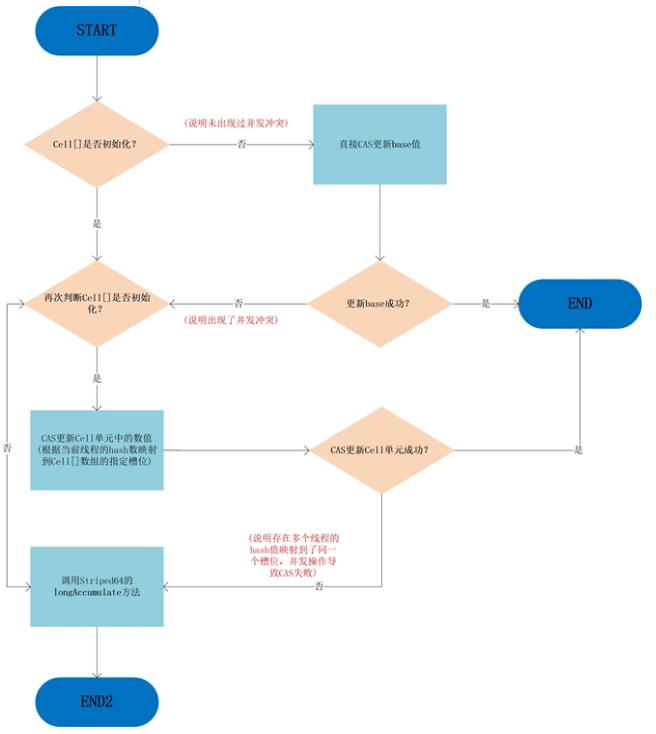 START
(说明未出现过并发冲突)
Cell[]是否初始化?
否
直接CAS更新base值
是
再次判断Cell[]是否初始
化?
否
更新base成功?
是
END
(说明出现了并发冲突)
是
CAS更新Cell单元中的数值
(根据当前线程的hash数映射
到Cell[]数组的指定槽位)
CAS更新Cell单元成功?
否
是
(说明存在多个线程的
hash值映射到了同一
个槽位，并发操作导
致CAS失败)
否
调用Striped64的
longAccumulate方法
END2